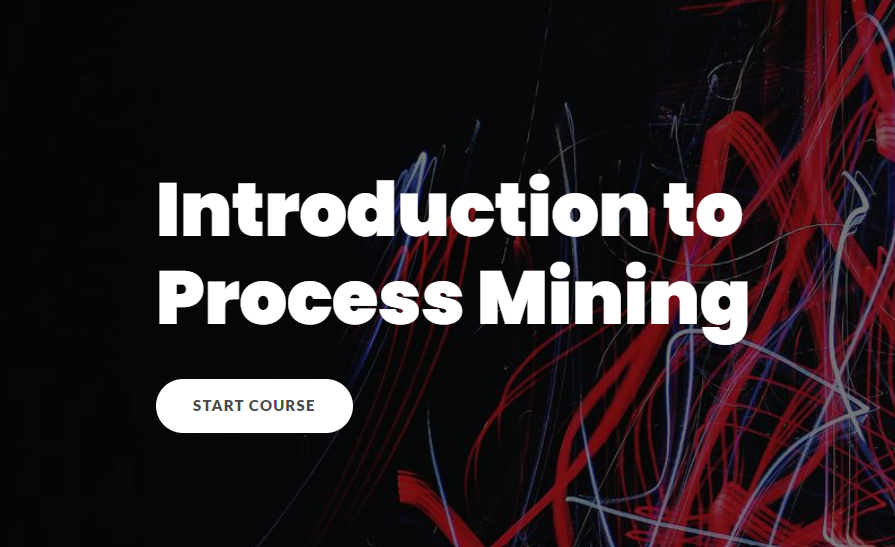 Introduction to
Process Mining
START COURSE